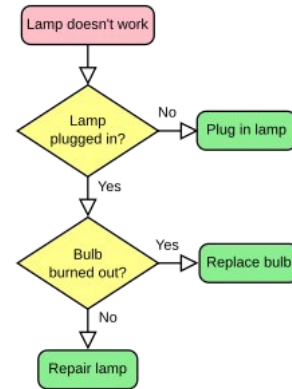 Lamp doesn't work
Lamp
plugged in?
No
Plug in lamp
Yes
Bulb
burned out?
Yes
Replace bulb
No
Repair lamp